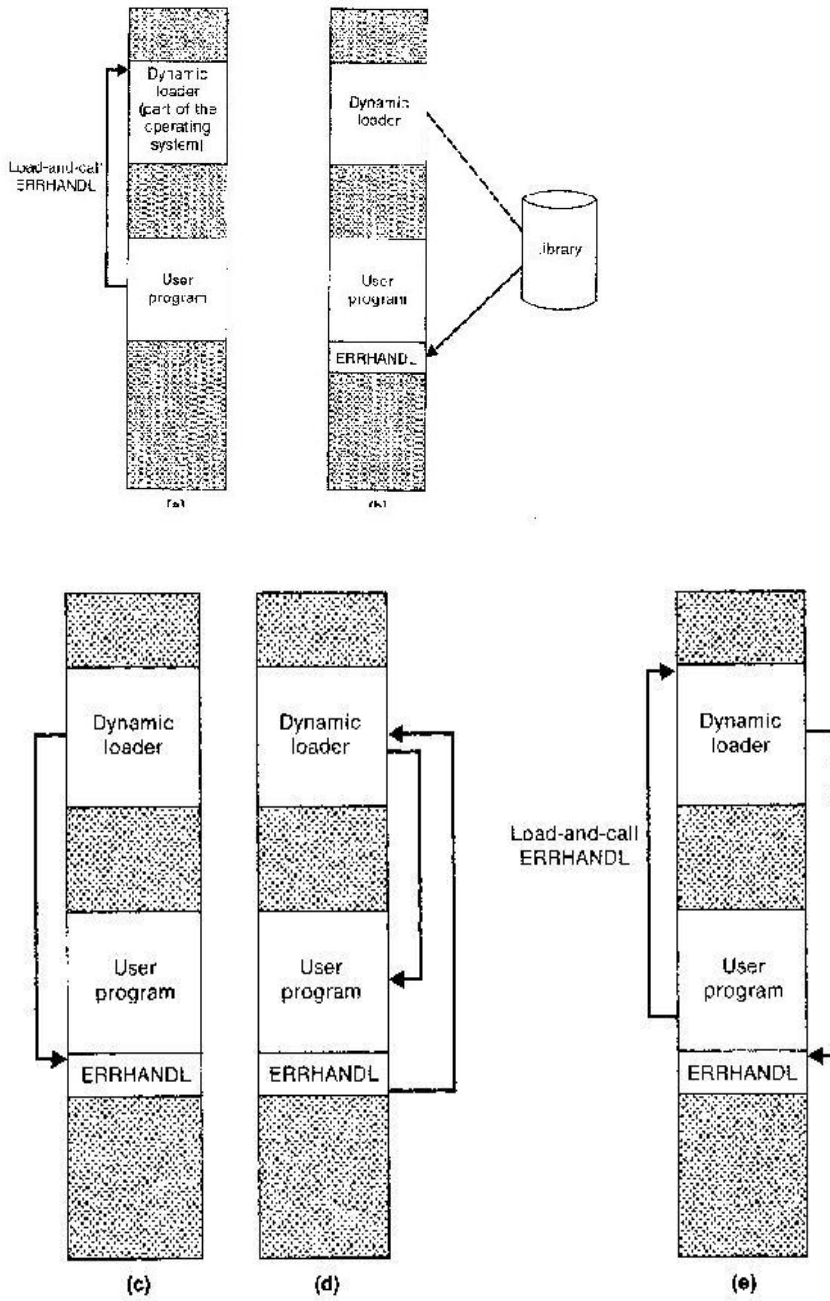 Dynamic
loader
(part of the
operating
system)
Load-and-call
ERRHANDL
User
program
(a)
Dynamic
loader
User
program
ERRHANDL
Library
(b)
Dynamic
loader
User
program
ERRHANDL
(c)
Dynamic
loader
User
program
ERRHANDL
(d)
Load-and-call
ERRHANDL
Dynamic
loader
User
program
ERRHANDL
(e)